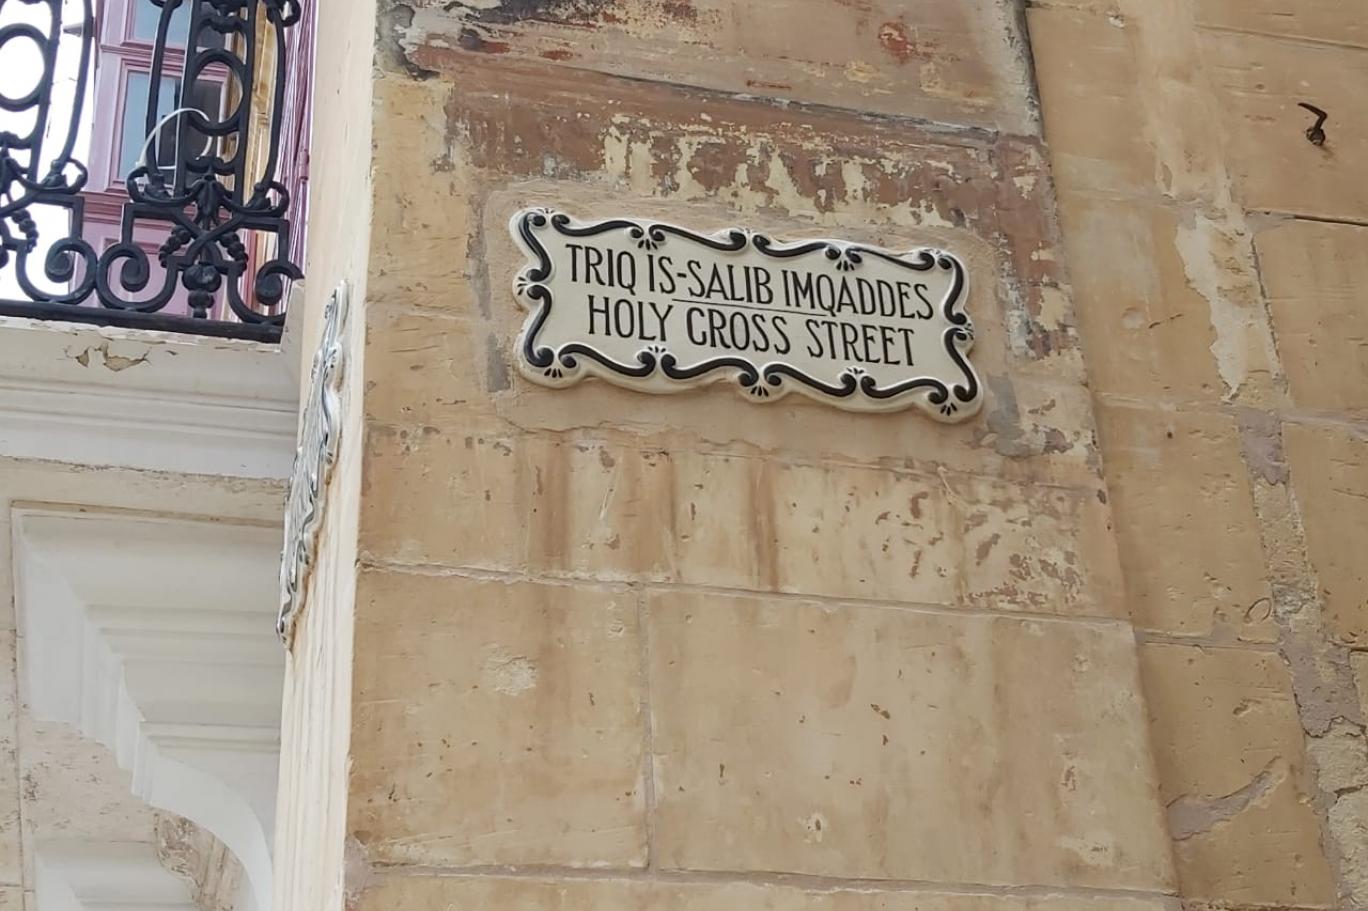 TRIQ IS-SALIB IMQADDES
HOLY CROSS STREET